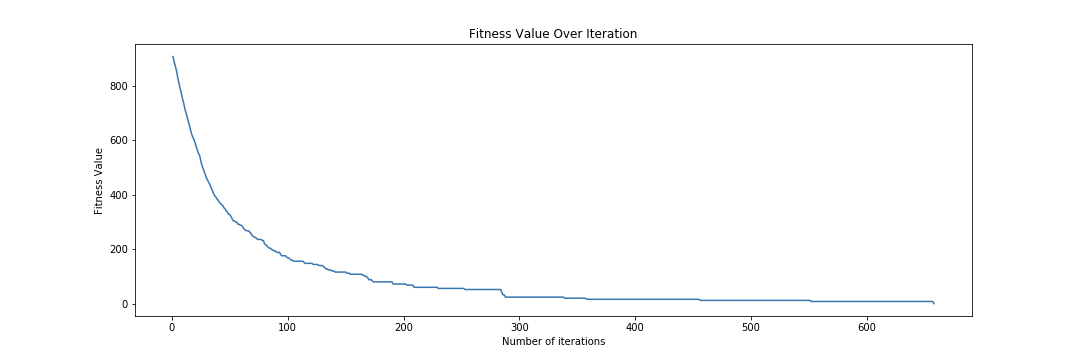 Fitness Value Over Iteration
Fitness Value
800
600
400
200
0
0 100 200 300 400 500 600
Number of iterations